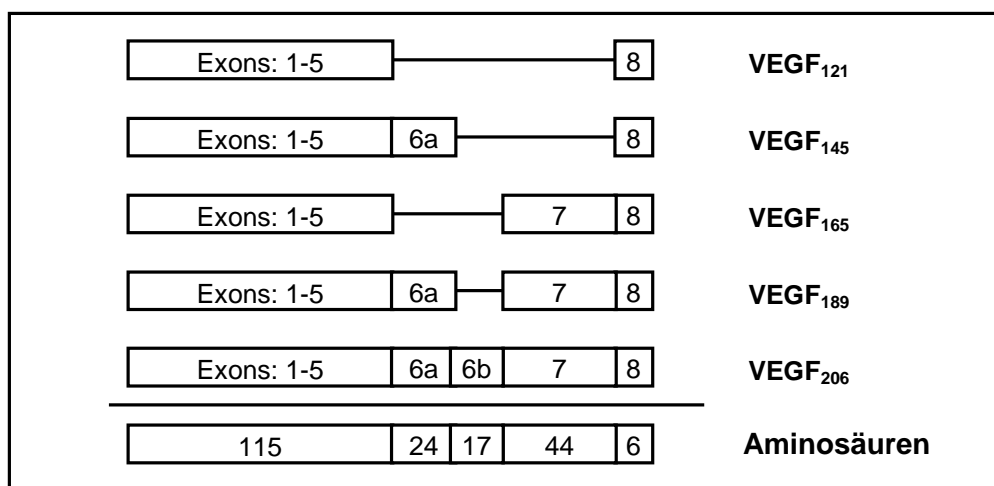 Exons: 1-5 8 VEGF121
Exons: 1-5 6a 8 VEGF145
Exons: 1-5 7 8 VEGF165
Exons: 1-5 6a 7 8 VEGF189
Exons: 1-5 6a 6b 7 8 VEGF206
115 24 17 44 6 Aminosäuren